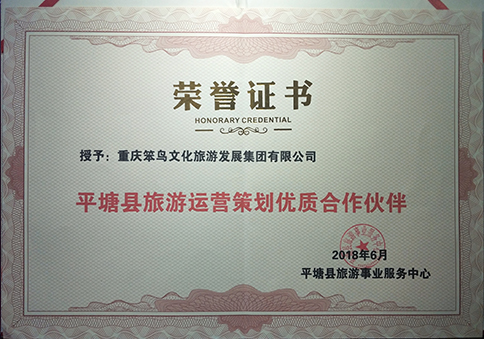 荣誉证书
HONORARY CREDENTIAL
授予：重庆笨鸟文化旅游发展集团有限公司
平塘县旅游运营策划优质合作伙伴
2018年6月
平塘县旅游事业服务中心